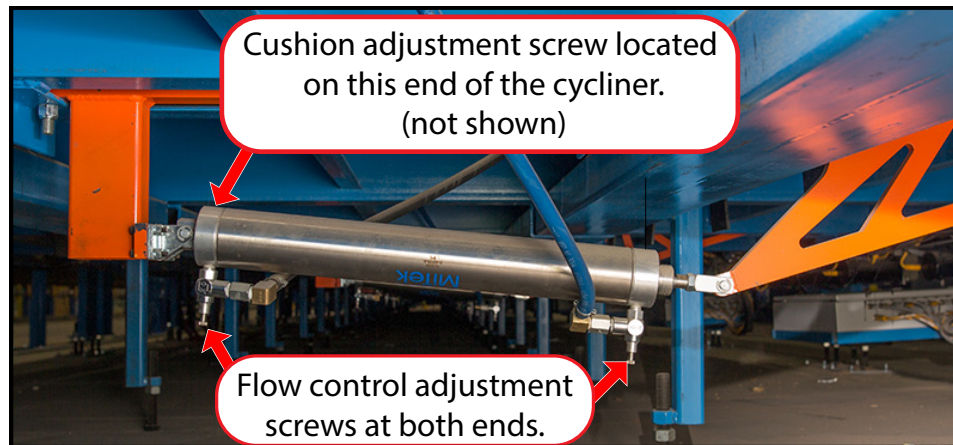 Cushion adjustment screw located
on this end of the cycliner.
(not shown)
MiTek
Flow control adjustment
screws at both ends.